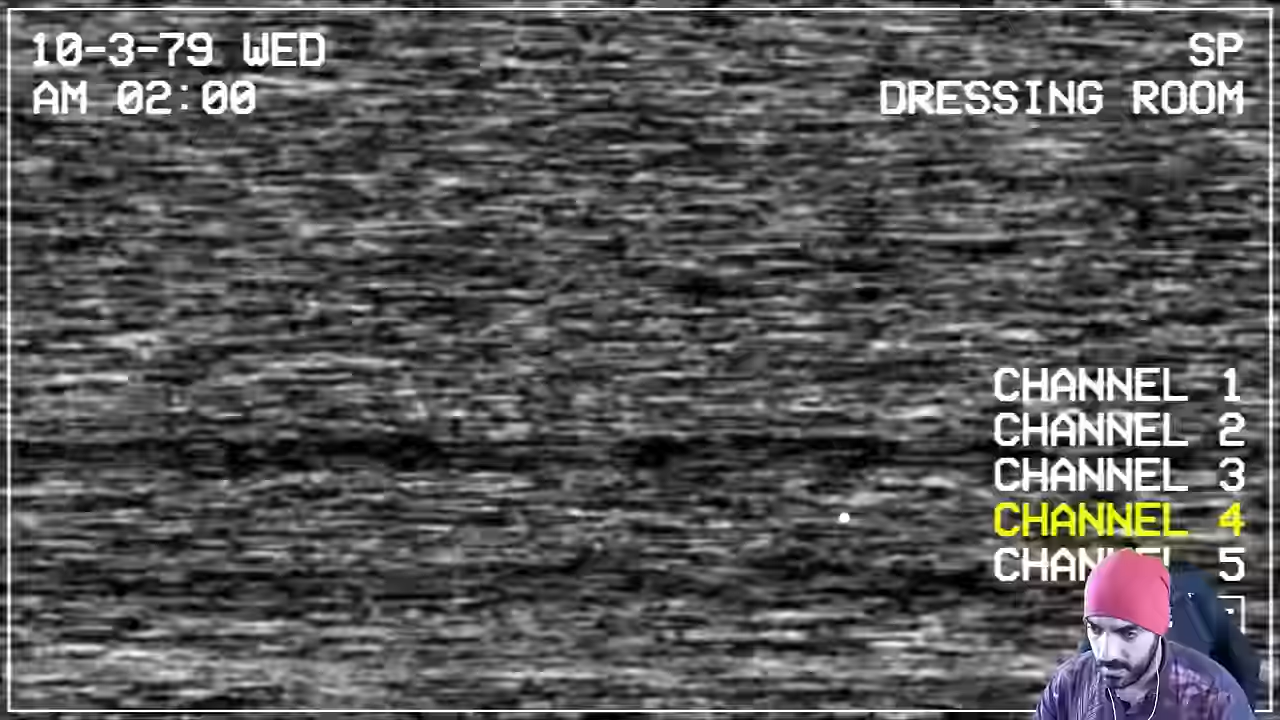 10-3-79 WED
AM 02:00
SP
DRESSING ROOM
CHANNEL 1
CHANNEL 2
CHANNEL 3
CHANNEL 4
5